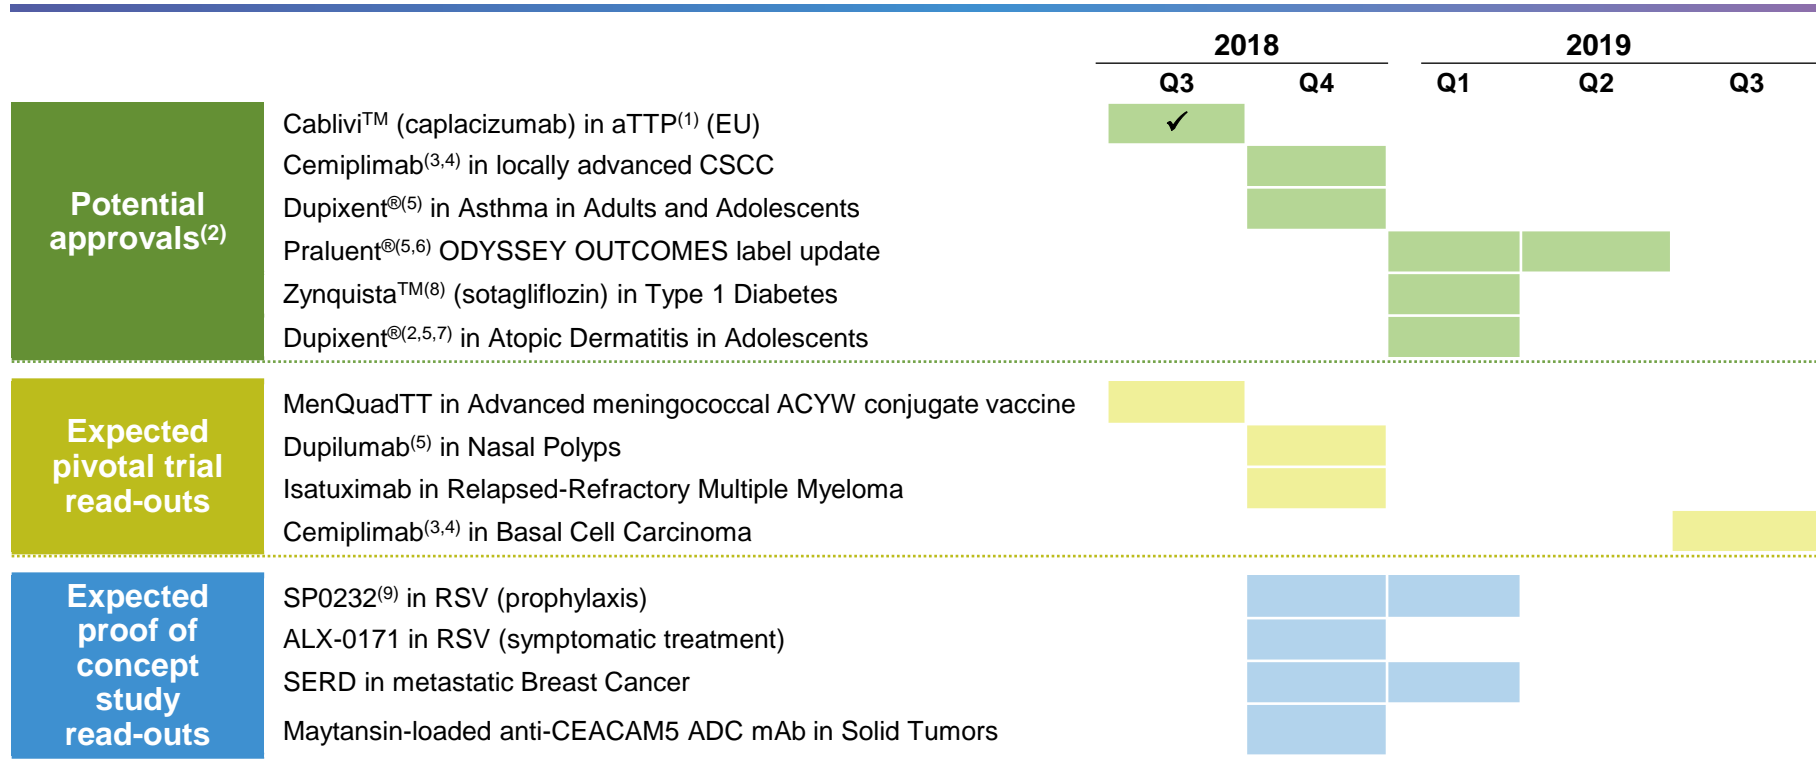 2018 2019
Q3 Q4 Q1 Q2 Q3
Potential
approvals(2)
Cablivi™ (caplacizumab) in aTTP(1) (EU) ✓
Cemiplimab(3,4) in locally advanced CSCC
Dupixent®(5) in Asthma in Adults and Adolescents
Praluent®(5,6) ODYSSEY OUTCOMES label update
Zynquista™(8) (sotagliflozin) in Type 1 Diabetes
Dupixent®(2,5,7) in Atopic Dermatitis in Adolescents
Expected
pivotal trial
read-outs
MenQuadTT in Advanced meningococcal ACYW conjugate vaccine
Dupilumab(5) in Nasal Polyps
Isatuximab in Relapsed-Refractory Multiple Myeloma
Cemiplimab(3,4) in Basal Cell Carcinoma
Expected
proof of
concept
study
read-outs
SP0232(9) in RSV (prophylaxis)
ALX-0171 in RSV (symptomatic treatment)
SERD in metastatic Breast Cancer
Maytansin-loaded anti-CEACAM5 ADC mAb in Solid Tumors